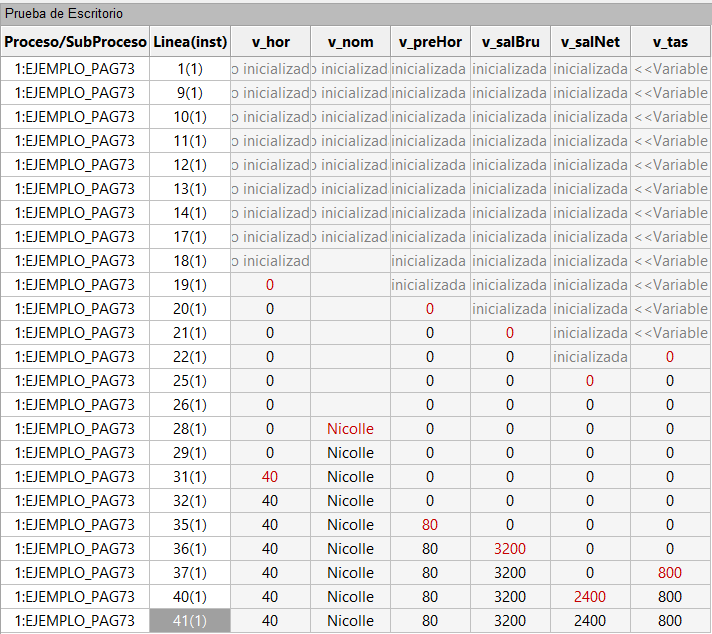 Prueba de Escritorio
Proceso/SubProceso Linea(inst) v_hor v_nom v_preHor v_salBru v_salNet v_tas
1:EJEMPLO_PAG73 1(1) o inicializado o inicializad inicializada inicializada inicializada <<Variable
1:EJEMPLO_PAG73 9(1) o inicializado o inicializad inicializada inicializada inicializada <<Variable
1:EJEMPLO_PAG73 10(1) o inicializado o inicializad inicializada inicializada inicializada <<Variable
1:EJEMPLO_PAG73 11(1) o inicializado o inicializad inicializada inicializada inicializada <<Variable
1:EJEMPLO_PAG73 12(1) o inicializado o inicializad inicializada inicializada inicializada <<Variable
1:EJEMPLO_PAG73 13(1) o inicializado o inicializad inicializada inicializada inicializada <<Variable
1:EJEMPLO_PAG73 14(1) o inicializado o inicializad inicializada inicializada inicializada <<Variable
1:EJEMPLO_PAG73 17(1) o inicializado o inicializad inicializada inicializada inicializada <<Variable
1:EJEMPLO_PAG73 18(1) o inicializad inicializada inicializada inicializada <<Variable
1:EJEMPLO_PAG73 19(1) 0 inicializada inicializada inicializada <<Variable
1:EJEMPLO_PAG73 20(1) 0 0 inicializada inicializada <<Variable
1:EJEMPLO_PAG73 21(1) 0 0 0 inicializada <<Variable
1:EJEMPLO_PAG73 22(1) 0 0 0 inicializada 0
1:EJEMPLO_PAG73 25(1) 0 0 0 0 0
1:EJEMPLO_PAG73 26(1) 0 0 0 0 0
1:EJEMPLO_PAG73 28(1) 0 Nicolle 0 0 0 0
1:EJEMPLO_PAG73 29(1) 0 Nicolle 0 0 0 0
1:EJEMPLO_PAG73 31(1) 40 Nicolle 0 0 0 0
1:EJEMPLO_PAG73 32(1) 40 Nicolle 0 0 0 0
1:EJEMPLO_PAG73 35(1) 40 Nicolle 80 0 0 0
1:EJEMPLO_PAG73 36(1) 40 Nicolle 80 3200 0 0
1:EJEMPLO_PAG73 37(1) 40 Nicolle 80 3200 0 800
1:EJEMPLO_PAG73 40(1) 40 Nicolle 80 3200 2400 800
1:EJEMPLO_PAG73 41(1) 40 Nicolle 80 3200 2400 800